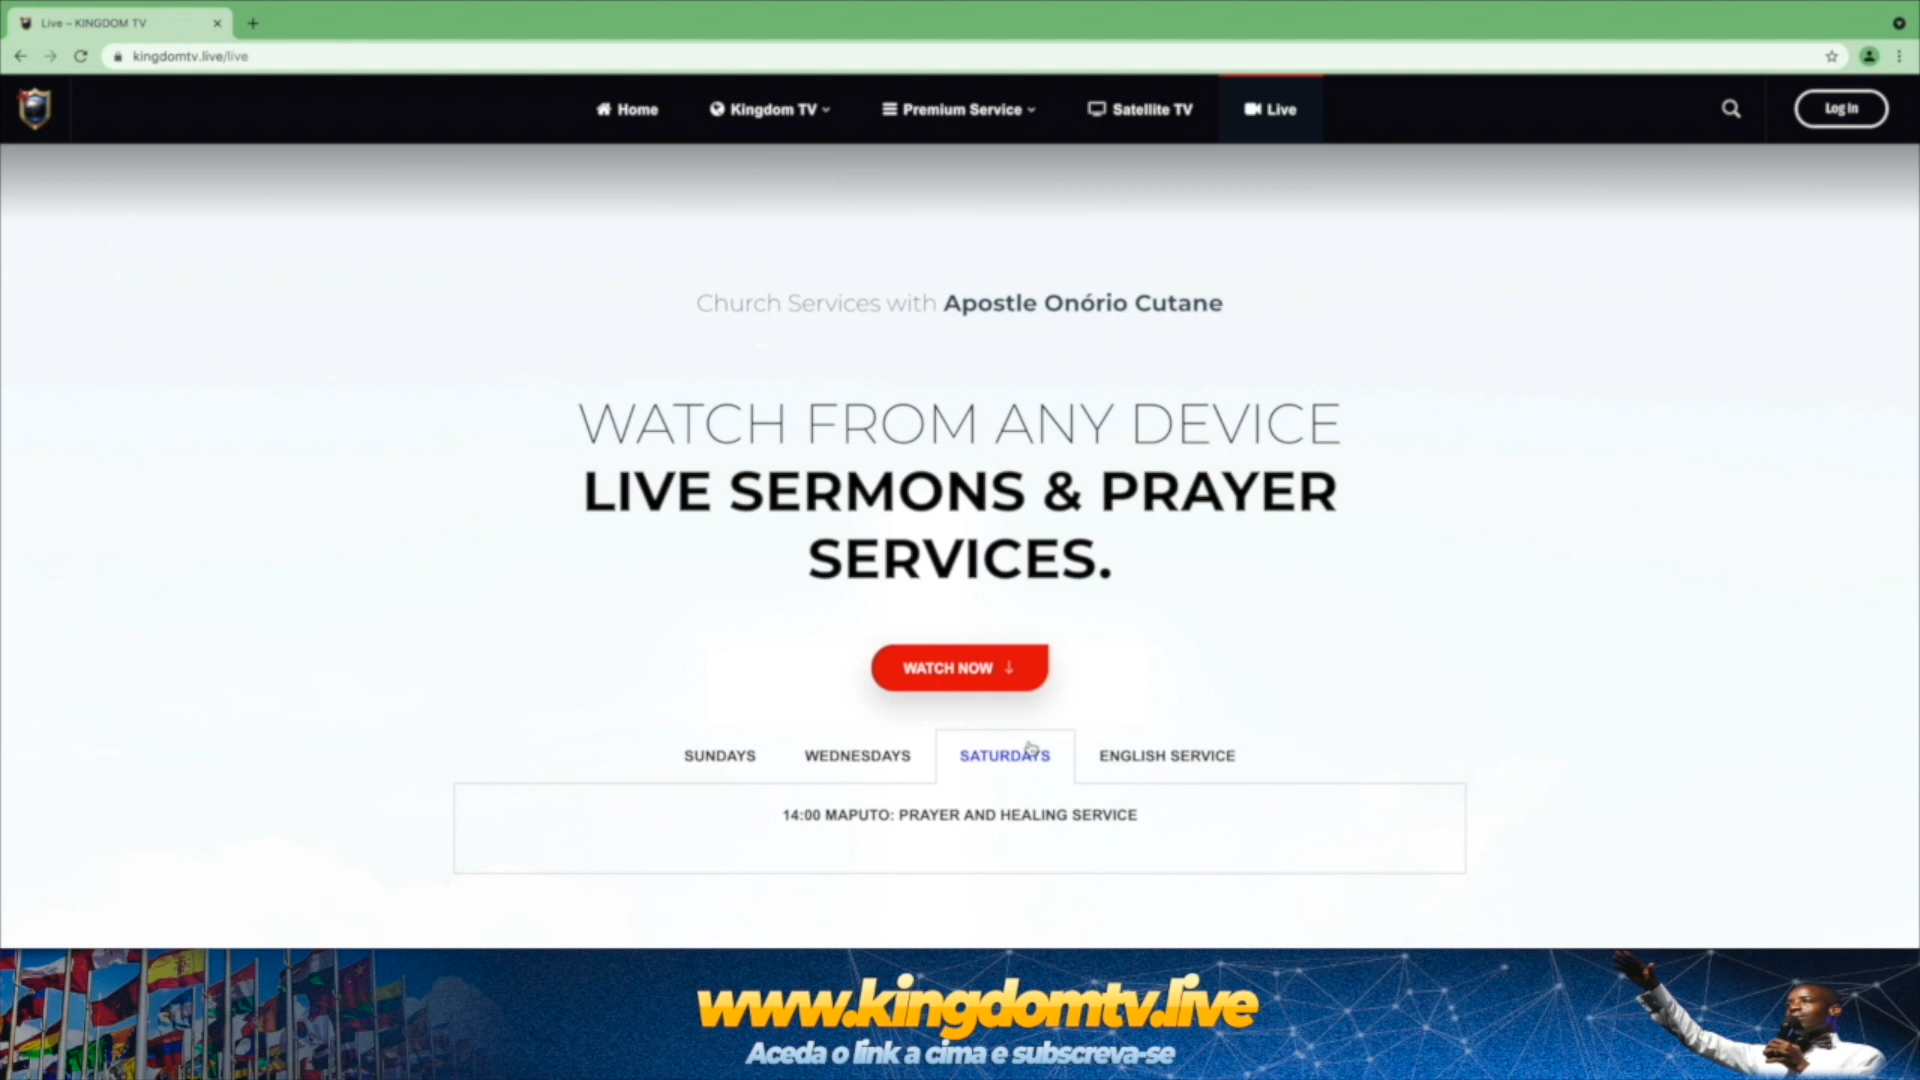 Live – KINGDOM TV
kingdomtv.live/live
Home Kingdom TV Premium Service Satellite TV Live Log In
Church Services with Apostle Onório Cutane
WATCH FROM ANY DEVICE
LIVE SERMONS & PRAYER
SERVICES.
WATCH NOW
SUNDAYS WEDNESDAYS SATURDAYS ENGLISH SERVICE
14:00 MAPUTO: PRAYER AND HEALING SERVICE
www.kingdomtv.live
Aceda o link a cima e subscreva-se